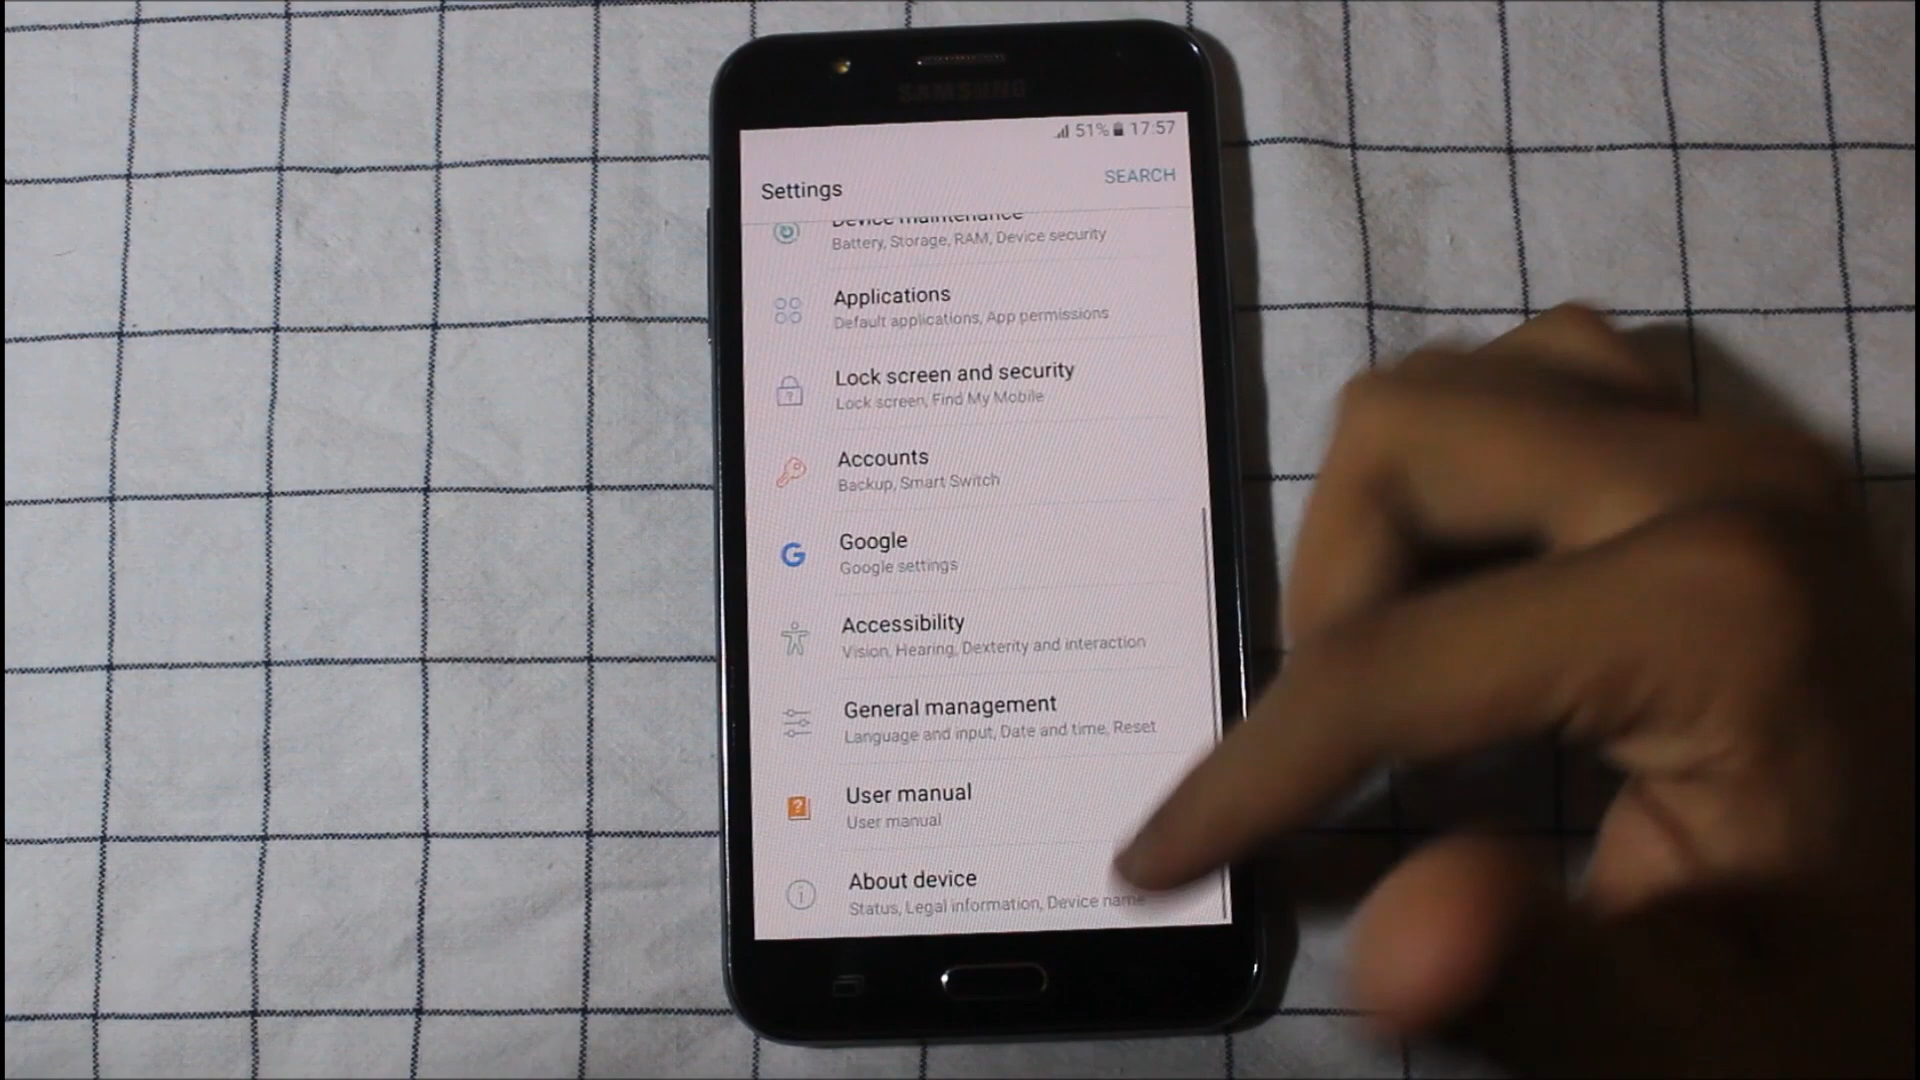 SAMSUNG
51% 17:57
Settings
SEARCH
Device maintenance
Battery, Storage, RAM, Device security
Applications
Default applications, App permissions
Lock screen and security
Lock screen, Find My Mobile
Accounts
Backup, Smart Switch
Google
Google settings
Accessibility
Vision, Hearing, Dexterity and interaction
General management
Language and input, Date and time, Reset
User manual
User manual
About device
Status, Legal information, Device name